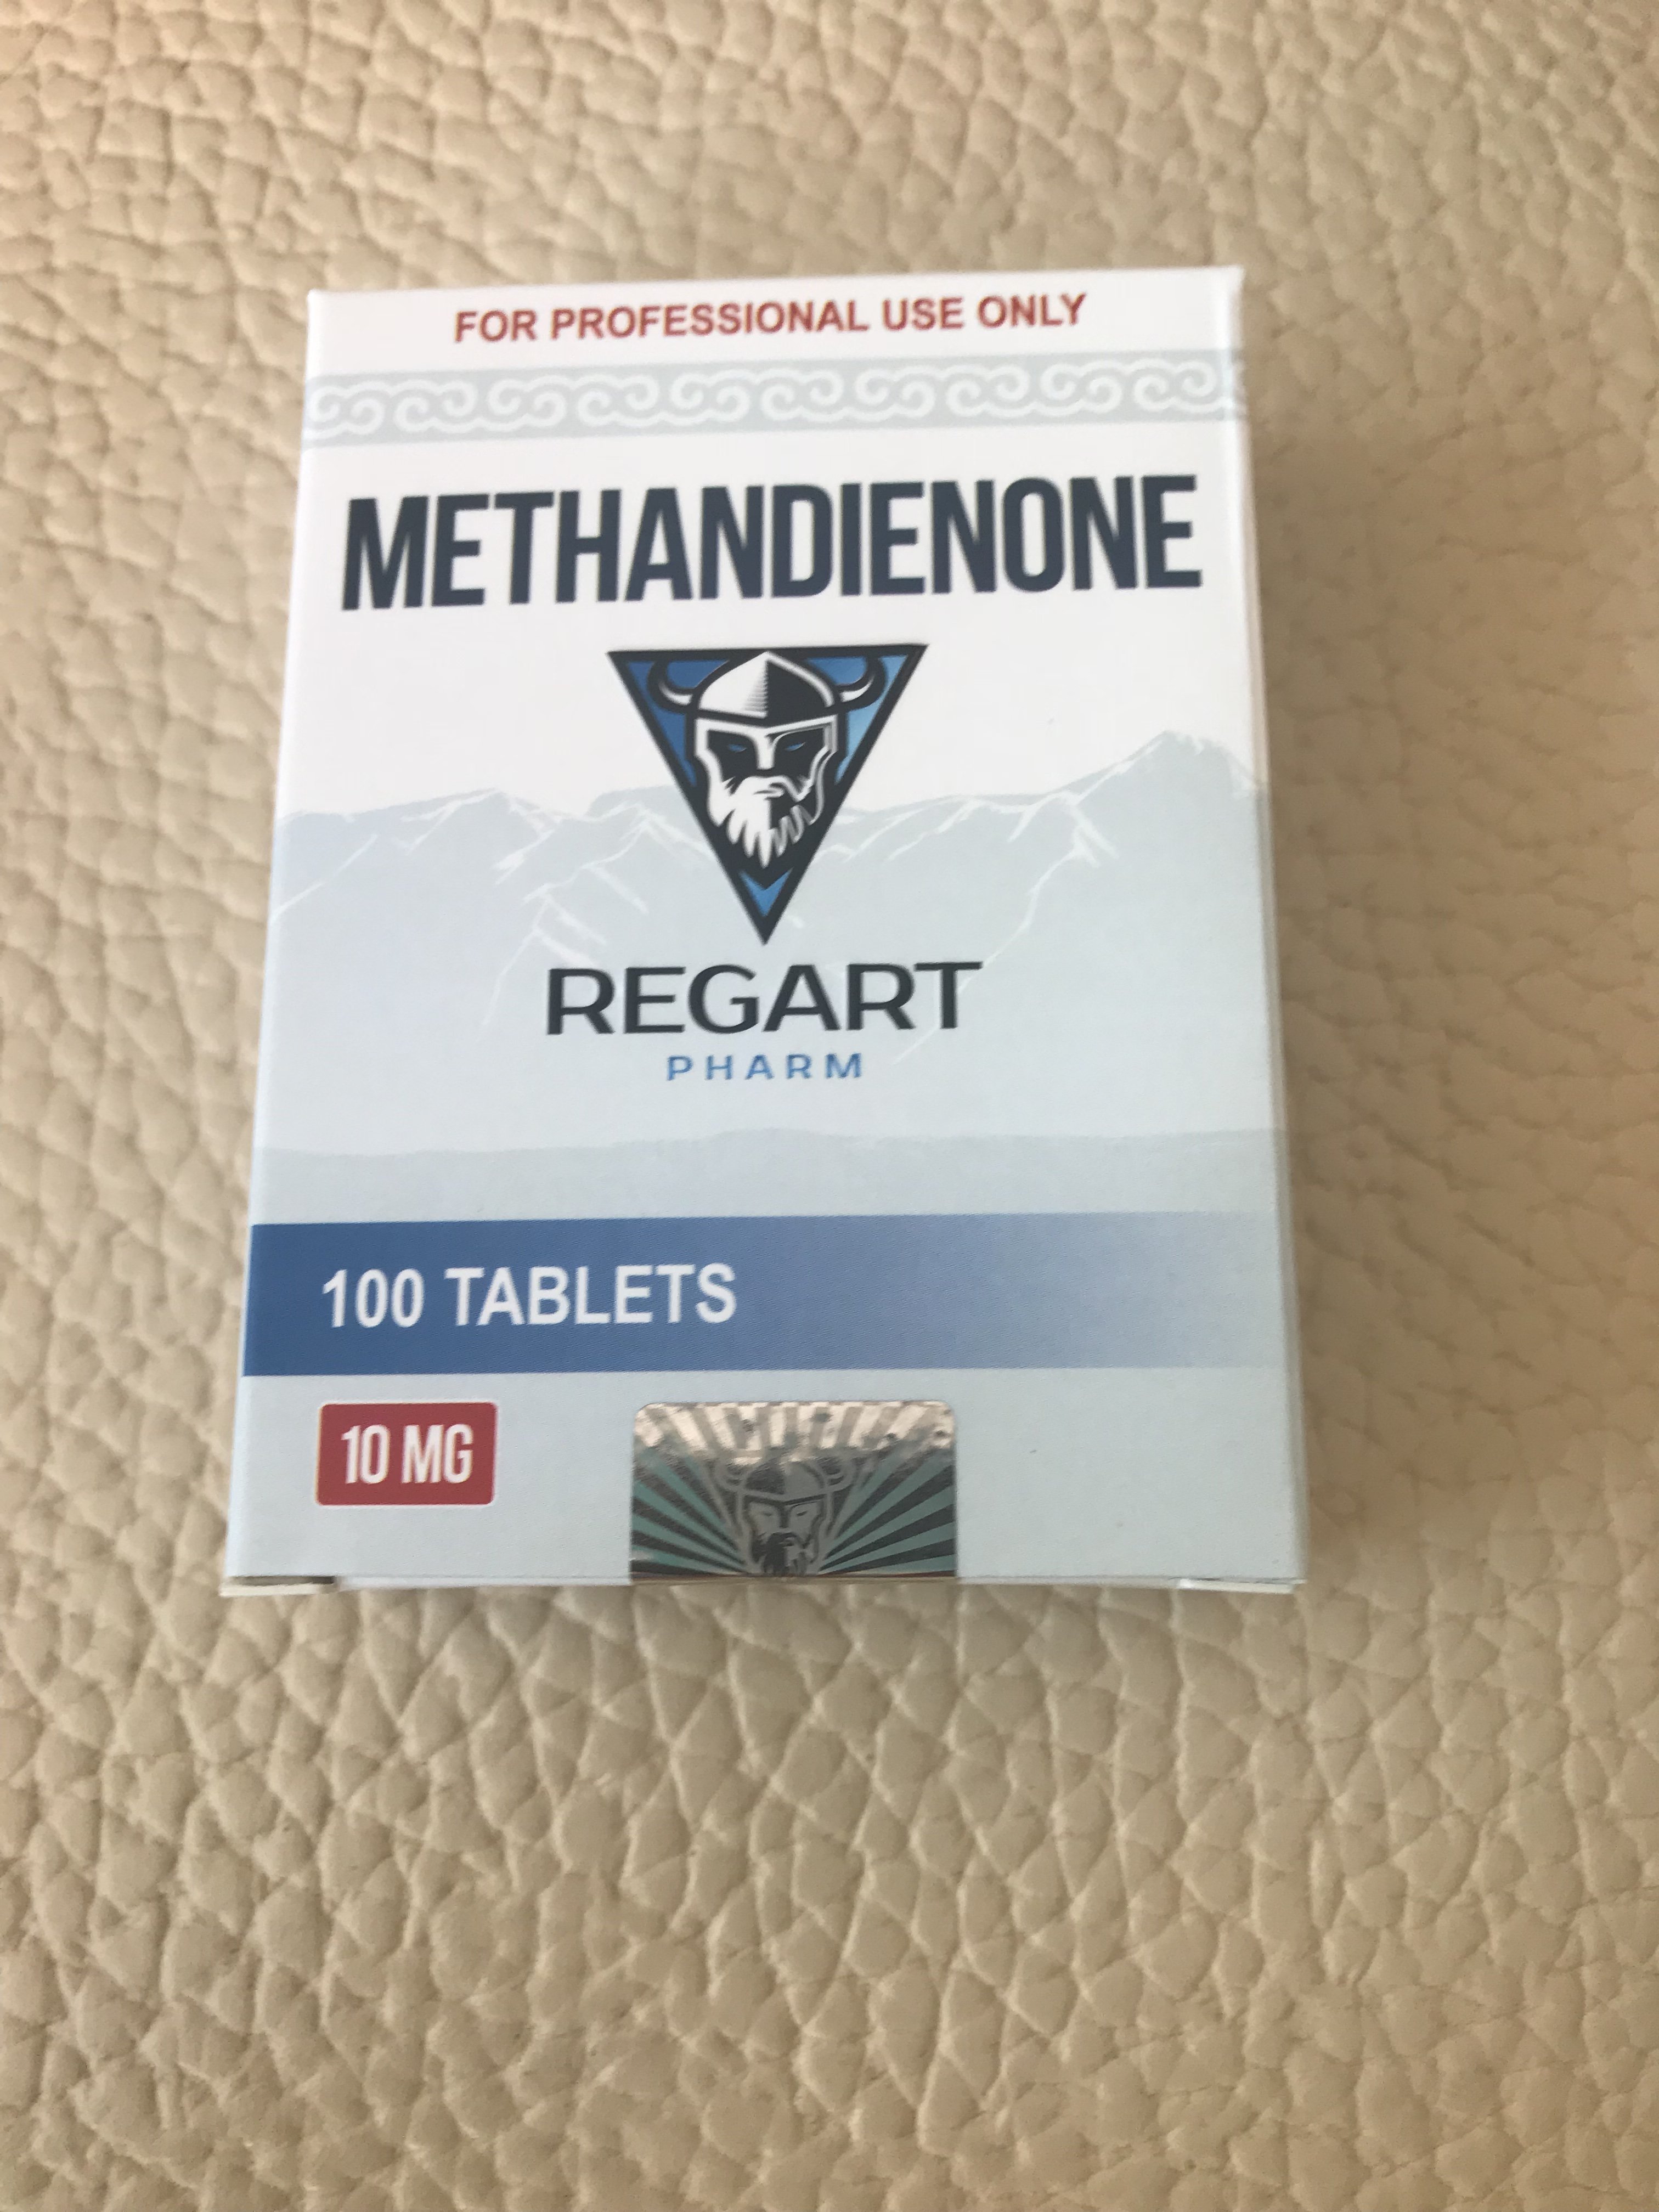 FOR PROFESSIONAL USE ONLY
METHANDIENONE
REGART
PHARM
100 TABLETS
10 MG